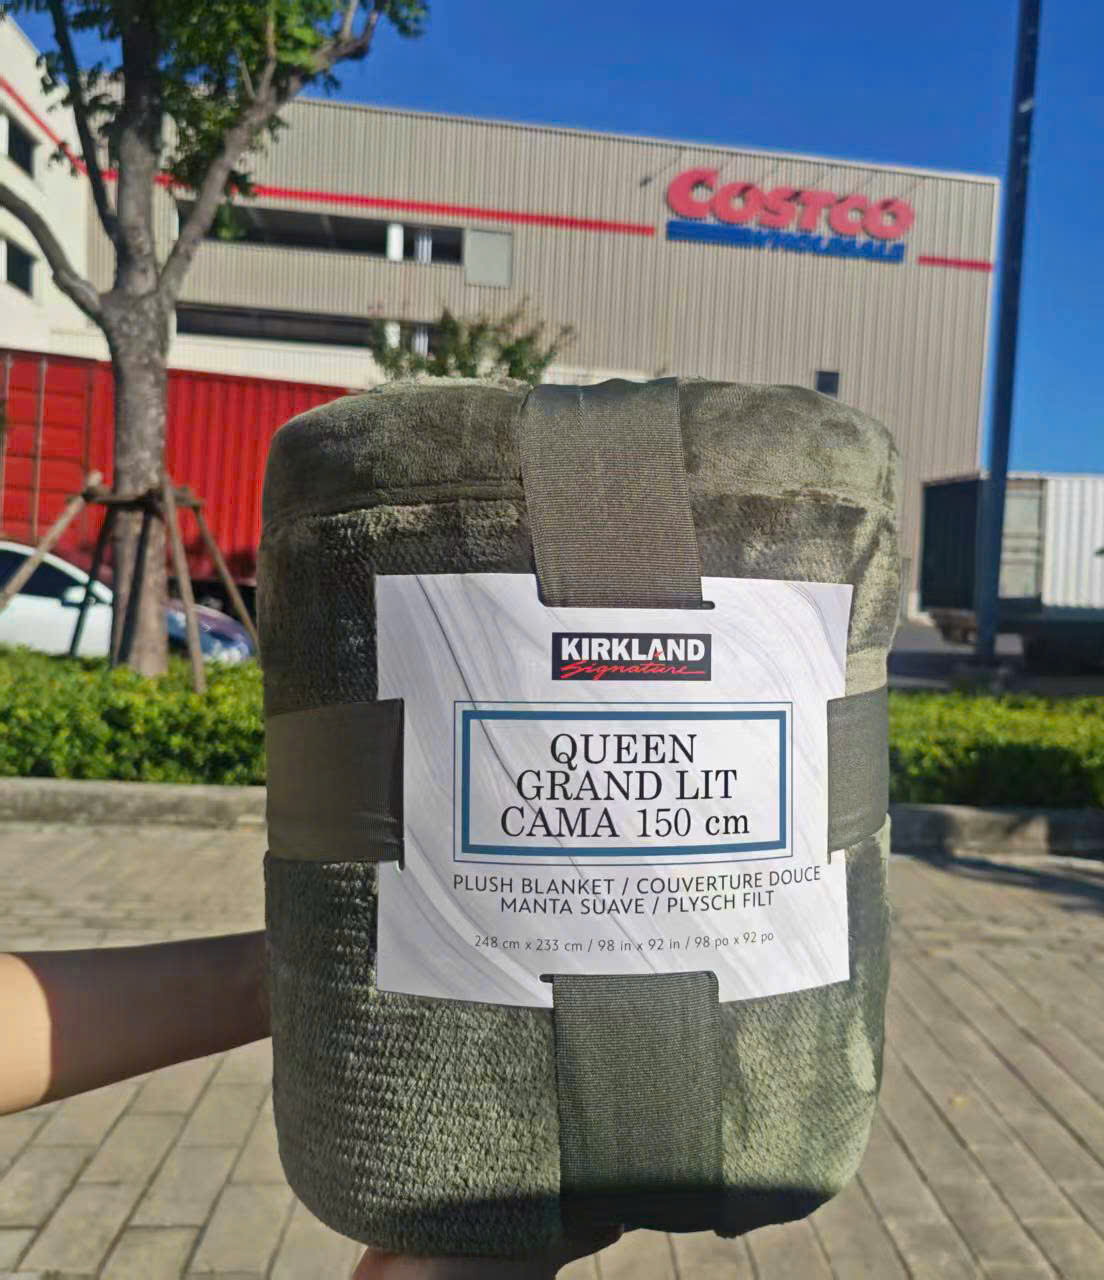 COSTCO
WHOLESALE
KIRKLAND
Signature
QUEEN
GRAND LIT
CAMA 150 cm
PLUSH BLANKET / COUVERTURE DOUCE
MANTA SUAVE / PLYSCH FILT
248 cm x 233 cm / 98 in x 92 in / 98 po x 92 po